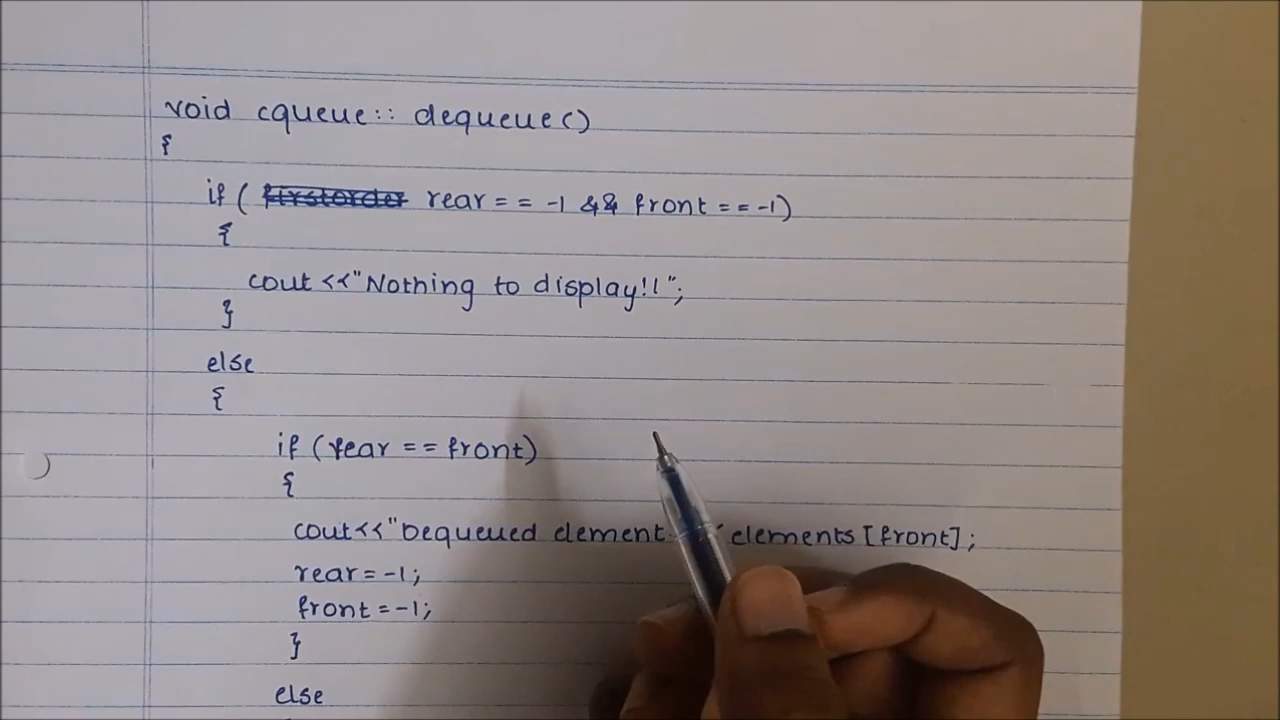 void cqueue:: dequeue()
{
if ( rear == -1 && front == -1)
{
cout <<"Nothing to display!!";
}
else
{
if (rear == front)
{
cout<<"Dequeued element elements [front];
rear = -1;
front = -1;
}
else